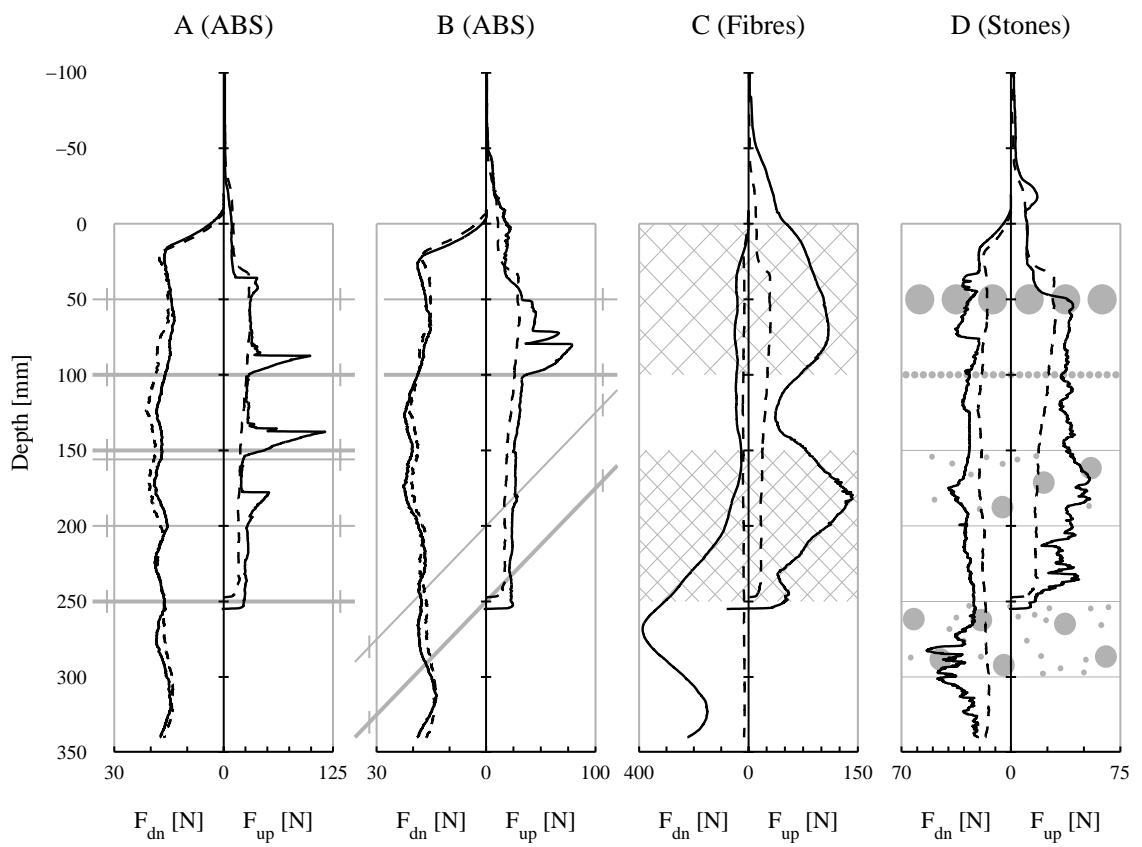 A (ABS) B (ABS) C (Fibres) D (Stones)
–100
–50
0
50
100
150
200
250
300
350
Depth [mm]
30 0 125 30 0 100 400 0 150 70 0 75
F_dn [N] F_up [N] F_dn [N] F_up [N] F_dn [N] F_up [N] F_dn [N] F_up [N]